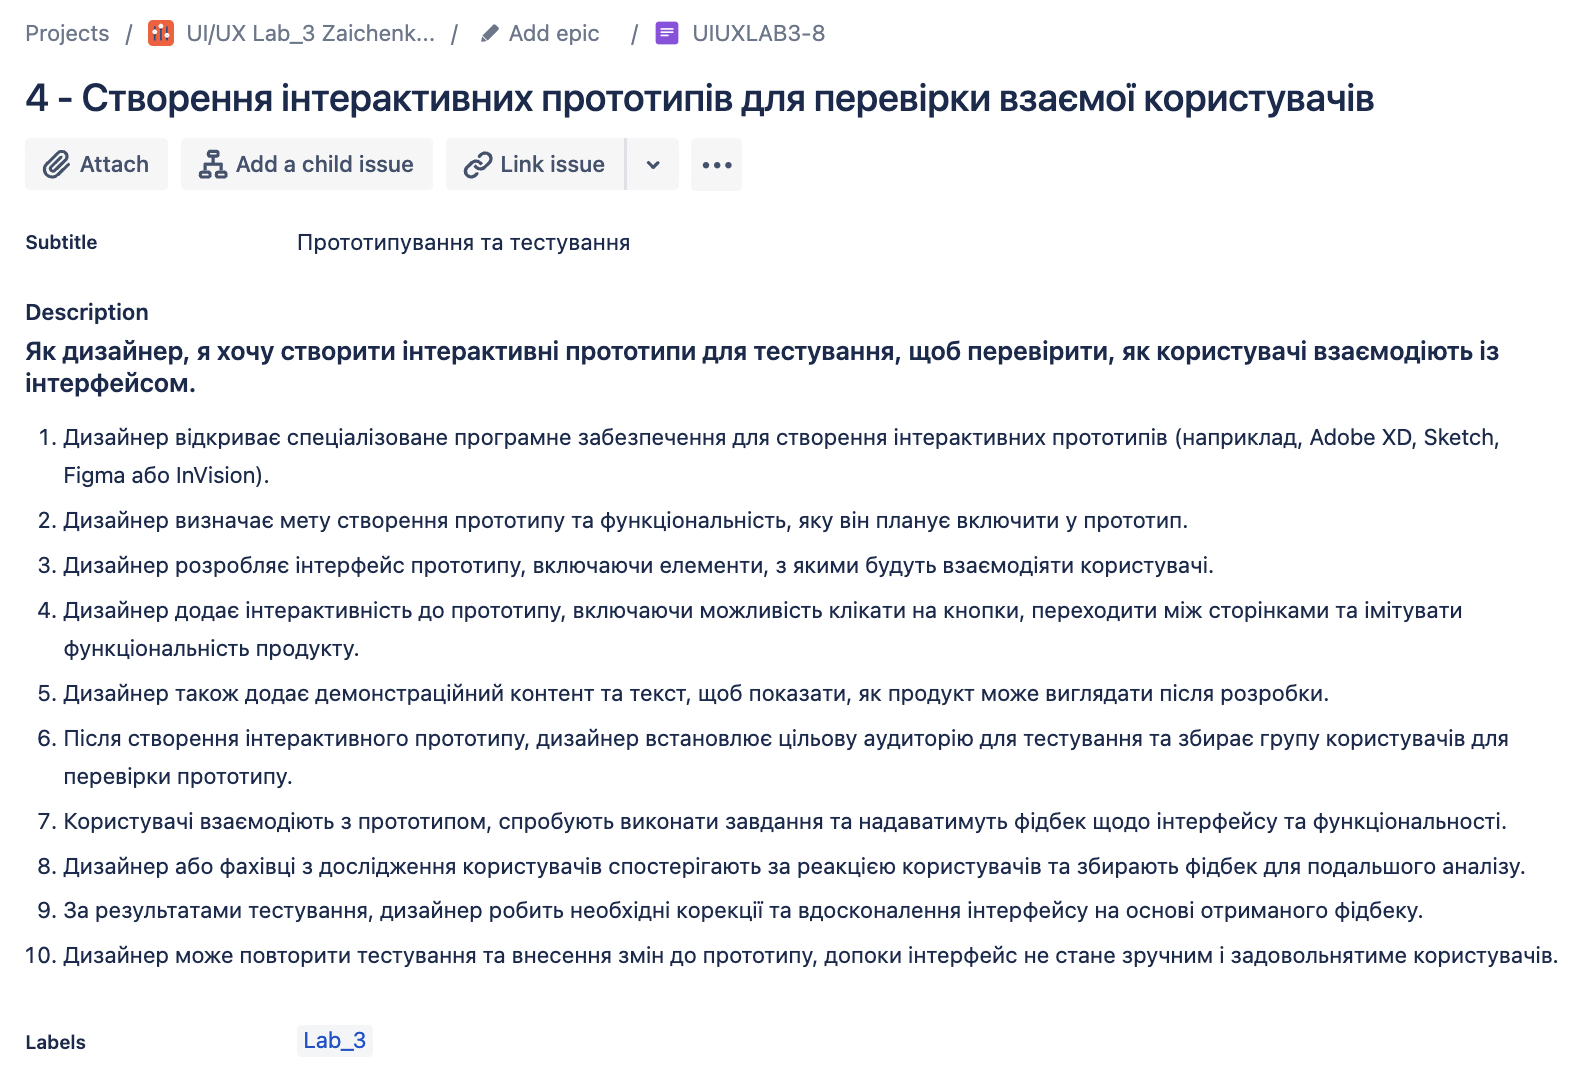 Projects / UI/UX Lab_3 Zaichenk... / Add epic / UIUXLAB3-8
4 - Створення інтерактивних прототипів для перевірки взаємої користувачів
Attach Add a child issue Link issue
Subtitle Прототипування та тестування
Description
Як дизайнер, я хочу створити інтерактивні прототипи для тестування, щоб перевірити, як користувачі взаємодіють із
інтерфейсом.
1. Дизайнер відкриває спеціалізоване програмне забезпечення для створення інтерактивних прототипів (наприклад, Adobe XD, Sketch,
Figma або InVision).
2. Дизайнер визначає мету створення прототипу та функціональність, яку він планує включити у прототип.
3. Дизайнер розробляє інтерфейс прототипу, включаючи елементи, з якими будуть взаємодіяти користувачі.
4. Дизайнер додає інтерактивність до прототипу, включаючи можливість клікати на кнопки, переходити між сторінками та імітувати
функціональність продукту.
5. Дизайнер також додає демонстраційний контент та текст, щоб показати, як продукт може виглядати після розробки.
6. Після створення інтерактивного прототипу, дизайнер встановлює цільову аудиторію для тестування та збирає групу користувачів для
перевірки прототипу.
7. Користувачі взаємодіють з прототипом, спробують виконати завдання та надаватимуть фідбек щодо інтерфейсу та функціональності.
8. Дизайнер або фахівці з дослідження користувачів спостерігають за реакцією користувачів та збирають фідбек для подальшого аналізу.
9. За результатами тестування, дизайнер робить необхідні корекції та вдосконалення інтерфейсу на основі отриманого фідбеку.
10. Дизайнер може повторити тестування та внесення змін до прототипу, допоки інтерфейс не стане зручним і задовольнятиме користувачів.
Labels Lab_3